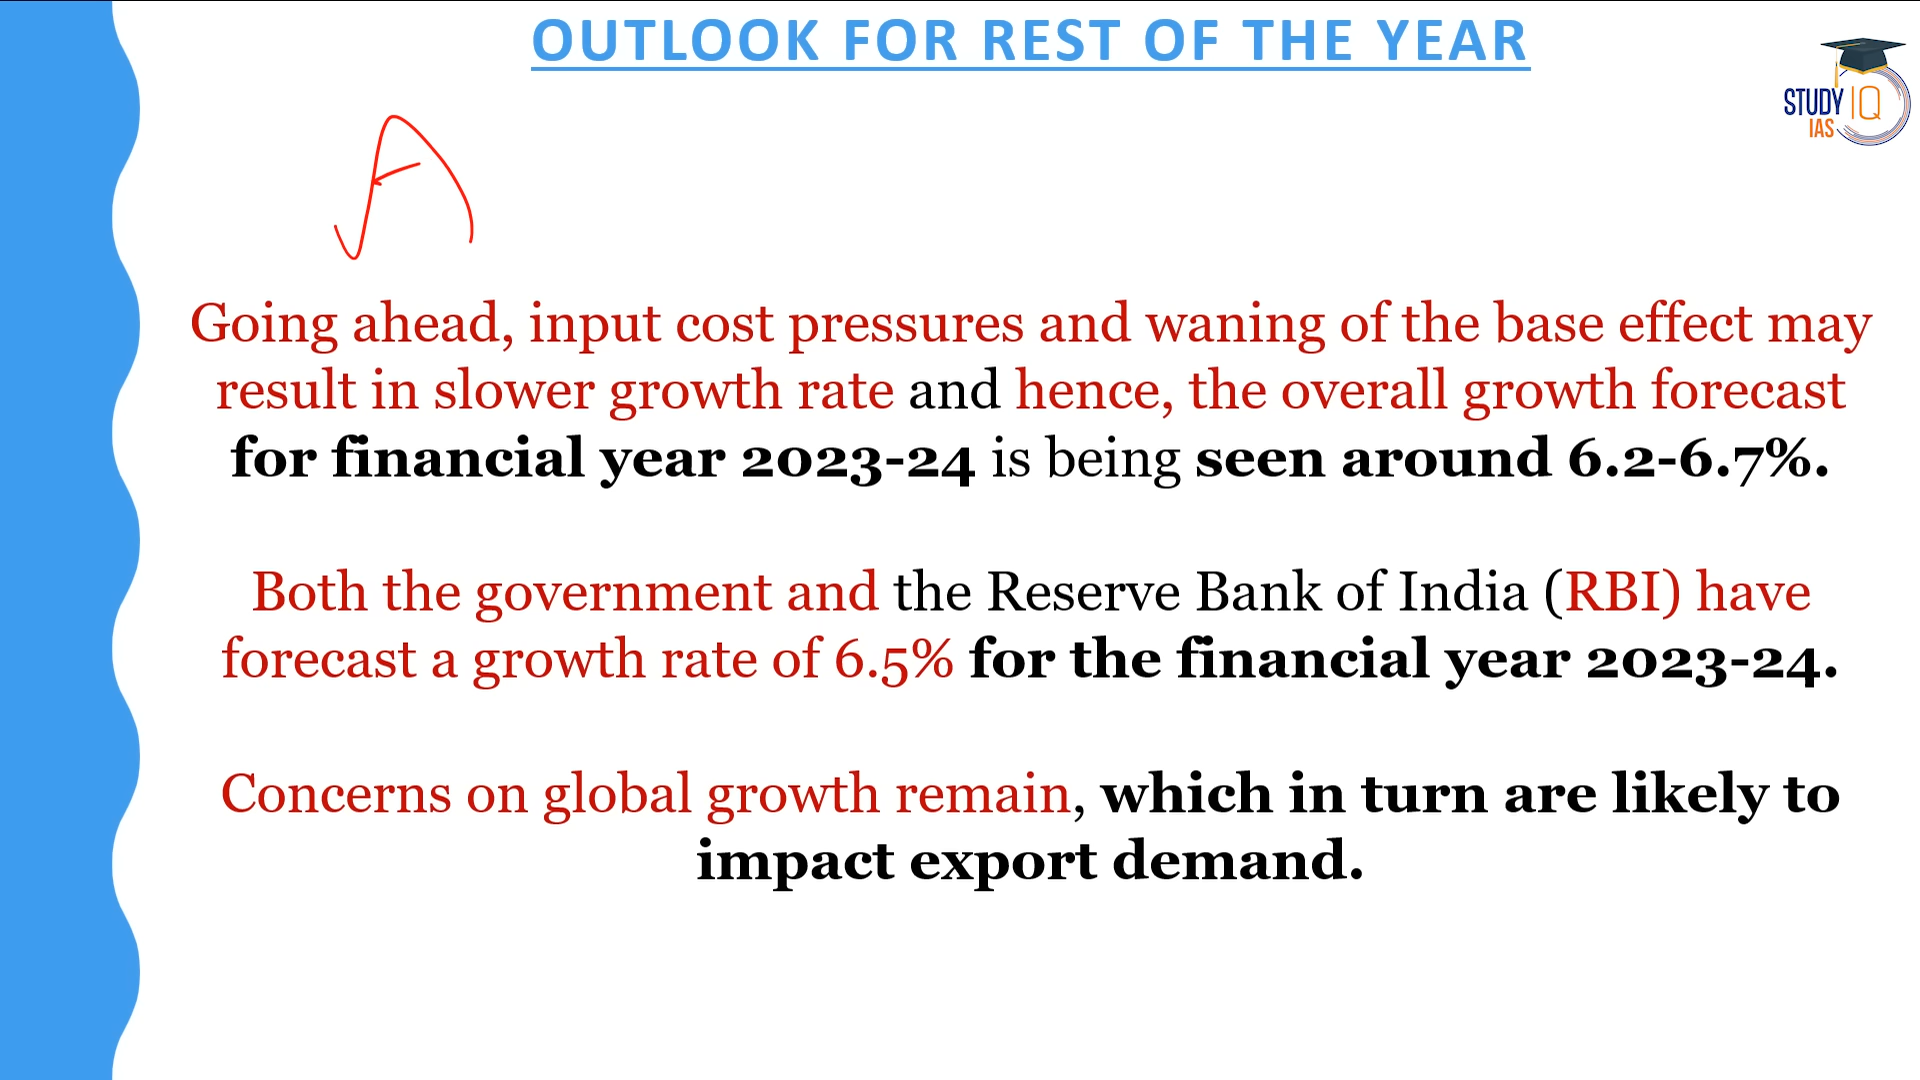 OUTLOOK FOR REST OF THE YEAR
STUDY IQ
IAS
A
Going ahead, input cost pressures and waning of the base effect may
result in slower growth rate and hence, the overall growth forecast
for financial year 2023-24 is being seen around 6.2-6.7%.
Both the government and the Reserve Bank of India (RBI) have
forecast a growth rate of 6.5% for the financial year 2023-24.
Concerns on global growth remain, which in turn are likely to
impact export demand.